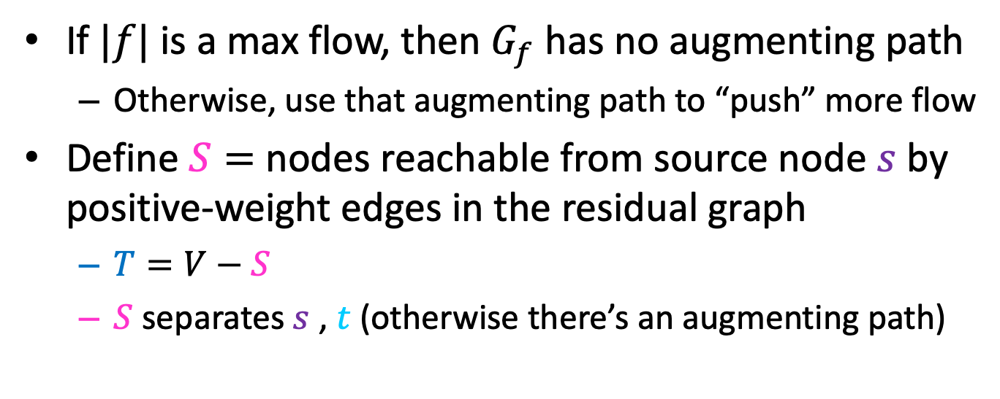 • If |f| is a max flow, then G_f has no augmenting path
– Otherwise, use that augmenting path to “push” more flow
• Define S = nodes reachable from source node s by
positive-weight edges in the residual graph
– T = V − S
– S separates s , t (otherwise there’s an augmenting path)